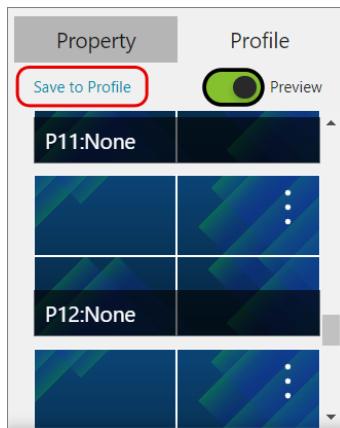 Property Profile
Save to Profile Preview
P11:None
P12:None